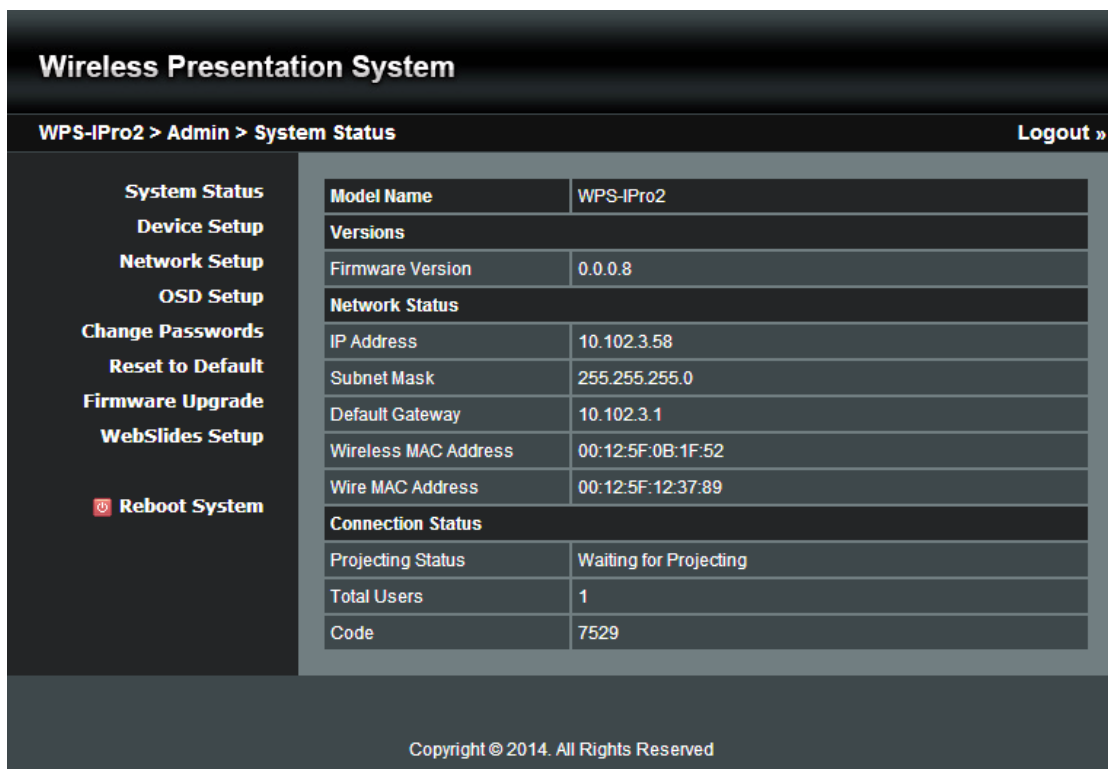 Wireless Presentation System
WPS-IPro2 > Admin > System Status Logout »
System Status
Device Setup
Network Setup
OSD Setup
Change Passwords
Reset to Default
Firmware Upgrade
WebSlides Setup
Reboot System
Model Name WPS-IPro2
Versions
Firmware Version 0.0.0.8
Network Status
IP Address 10.102.3.58
Subnet Mask 255.255.255.0
Default Gateway 10.102.3.1
Wireless MAC Address 00:12:5F:0B:1F:52
Wire MAC Address 00:12:5F:12:37:89
Connection Status
Projecting Status Waiting for Projecting
Total Users 1
Code 7529
Copyright © 2014. All Rights Reserved